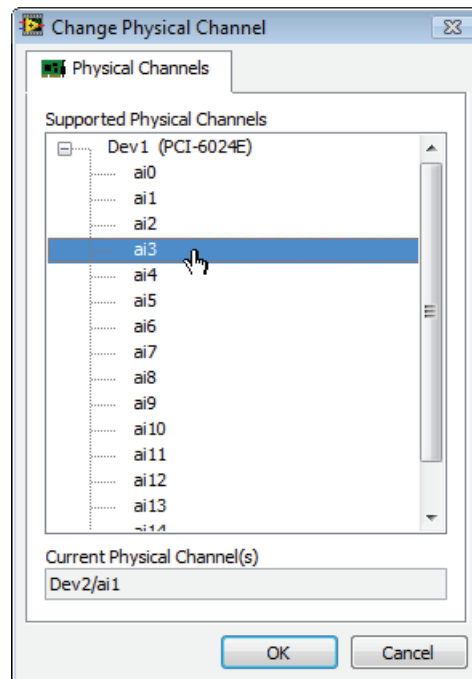 Change Physical Channel
Physical Channels
Supported Physical Channels
Dev1 (PCI-6024E)
ai0
ai1
ai2
ai3
ai4
ai5
ai6
ai7
ai8
ai9
ai10
ai11
ai12
ai13
ai14
Current Physical Channel(s)
Dev2/ai1
OK Cancel